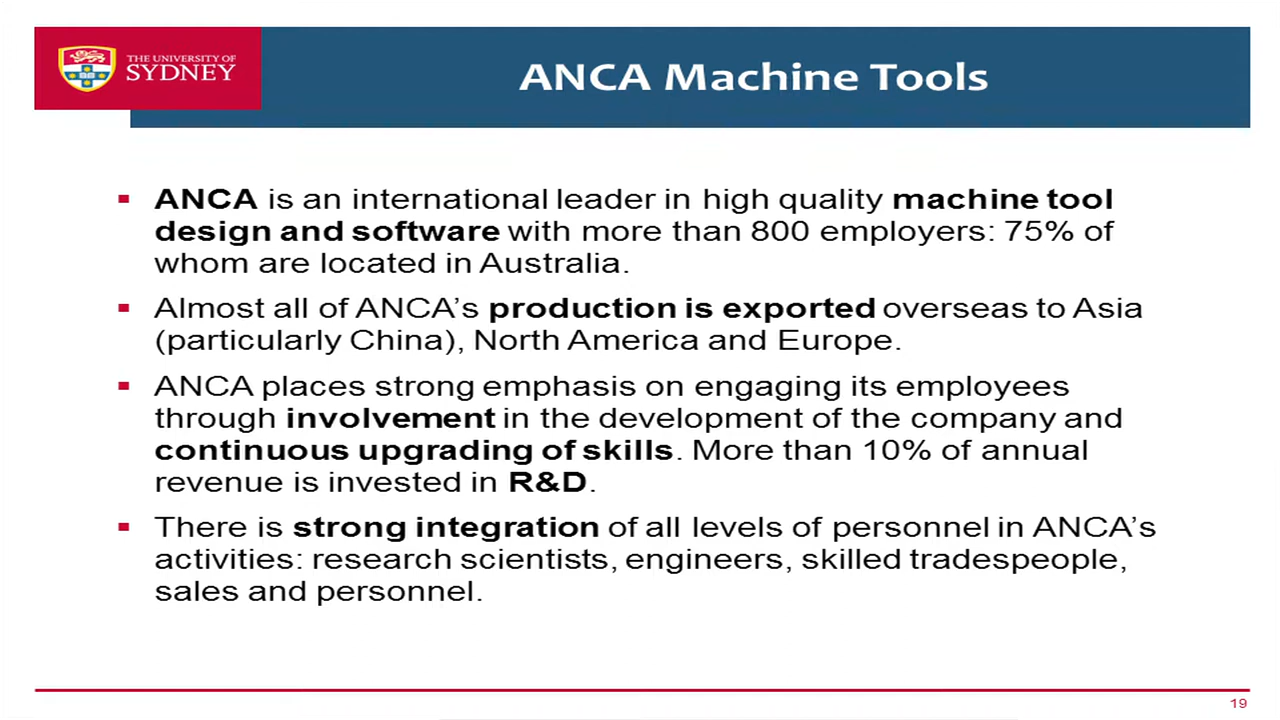 THE UNIVERSITY OF
SYDNEY
ANCA Machine Tools
▪ ANCA is an international leader in high quality machine tool
design and software with more than 800 employers: 75% of
whom are located in Australia.
▪ Almost all of ANCA’s production is exported overseas to Asia
(particularly China), North America and Europe.
▪ ANCA places strong emphasis on engaging its employees
through involvement in the development of the company and
continuous upgrading of skills. More than 10% of annual
revenue is invested in R&D.
▪ There is strong integration of all levels of personnel in ANCA’s
activities: research scientists, engineers, skilled tradespeople,
sales and personnel.
19